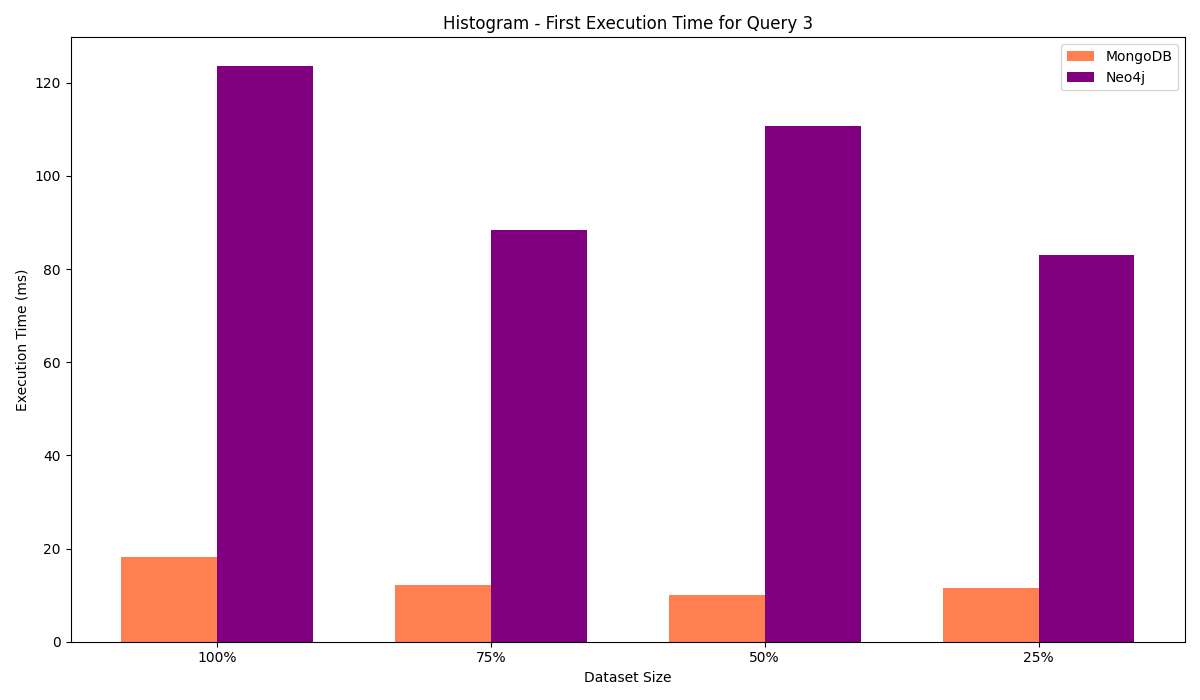 Histogram - First Execution Time for Query 3
MongoDB
Neo4j
Execution Time (ms)
120
100
80
60
40
20
0
100%
75%
50%
25%
Dataset Size